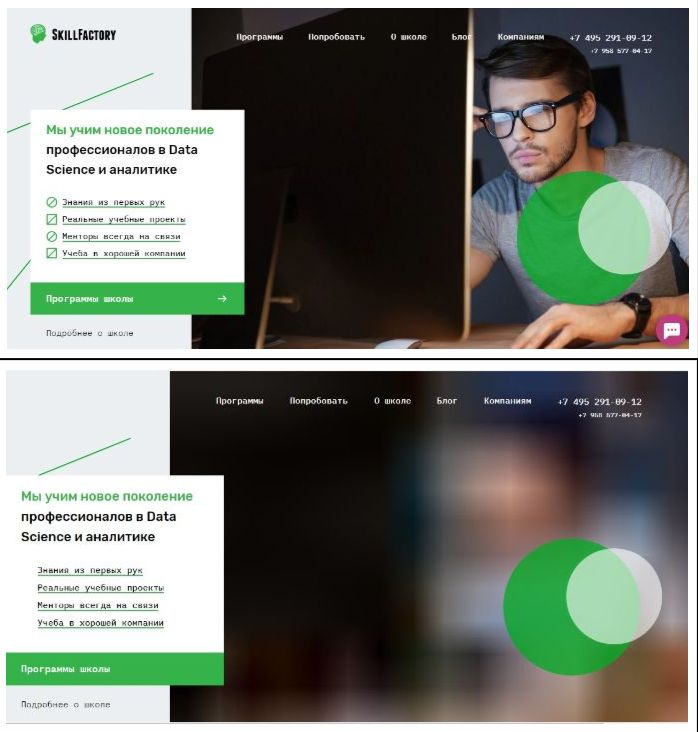 SKILLFACTORY
Программы Попробовать О школе Блог Компаниям +7 495 291-09-12
+7 958 577-04-17
Мы учим новое поколение
профессионалов в Data
Science и аналитике
Знания из первых рук
Реальные учебные проекты
Менторы всегда на связи
Учеба в хорошей компании
Программы школы →
Подробнее о школе
Программы Попробовать О школе Блог Компаниям +7 495 291-09-12
+7 958 577-04-17
Мы учим новое поколение
профессионалов в Data
Science и аналитике
Знания из первых рук
Реальные учебные проекты
Менторы всегда на связи
Учеба в хорошей компании
Программы школы
Подробнее о школе